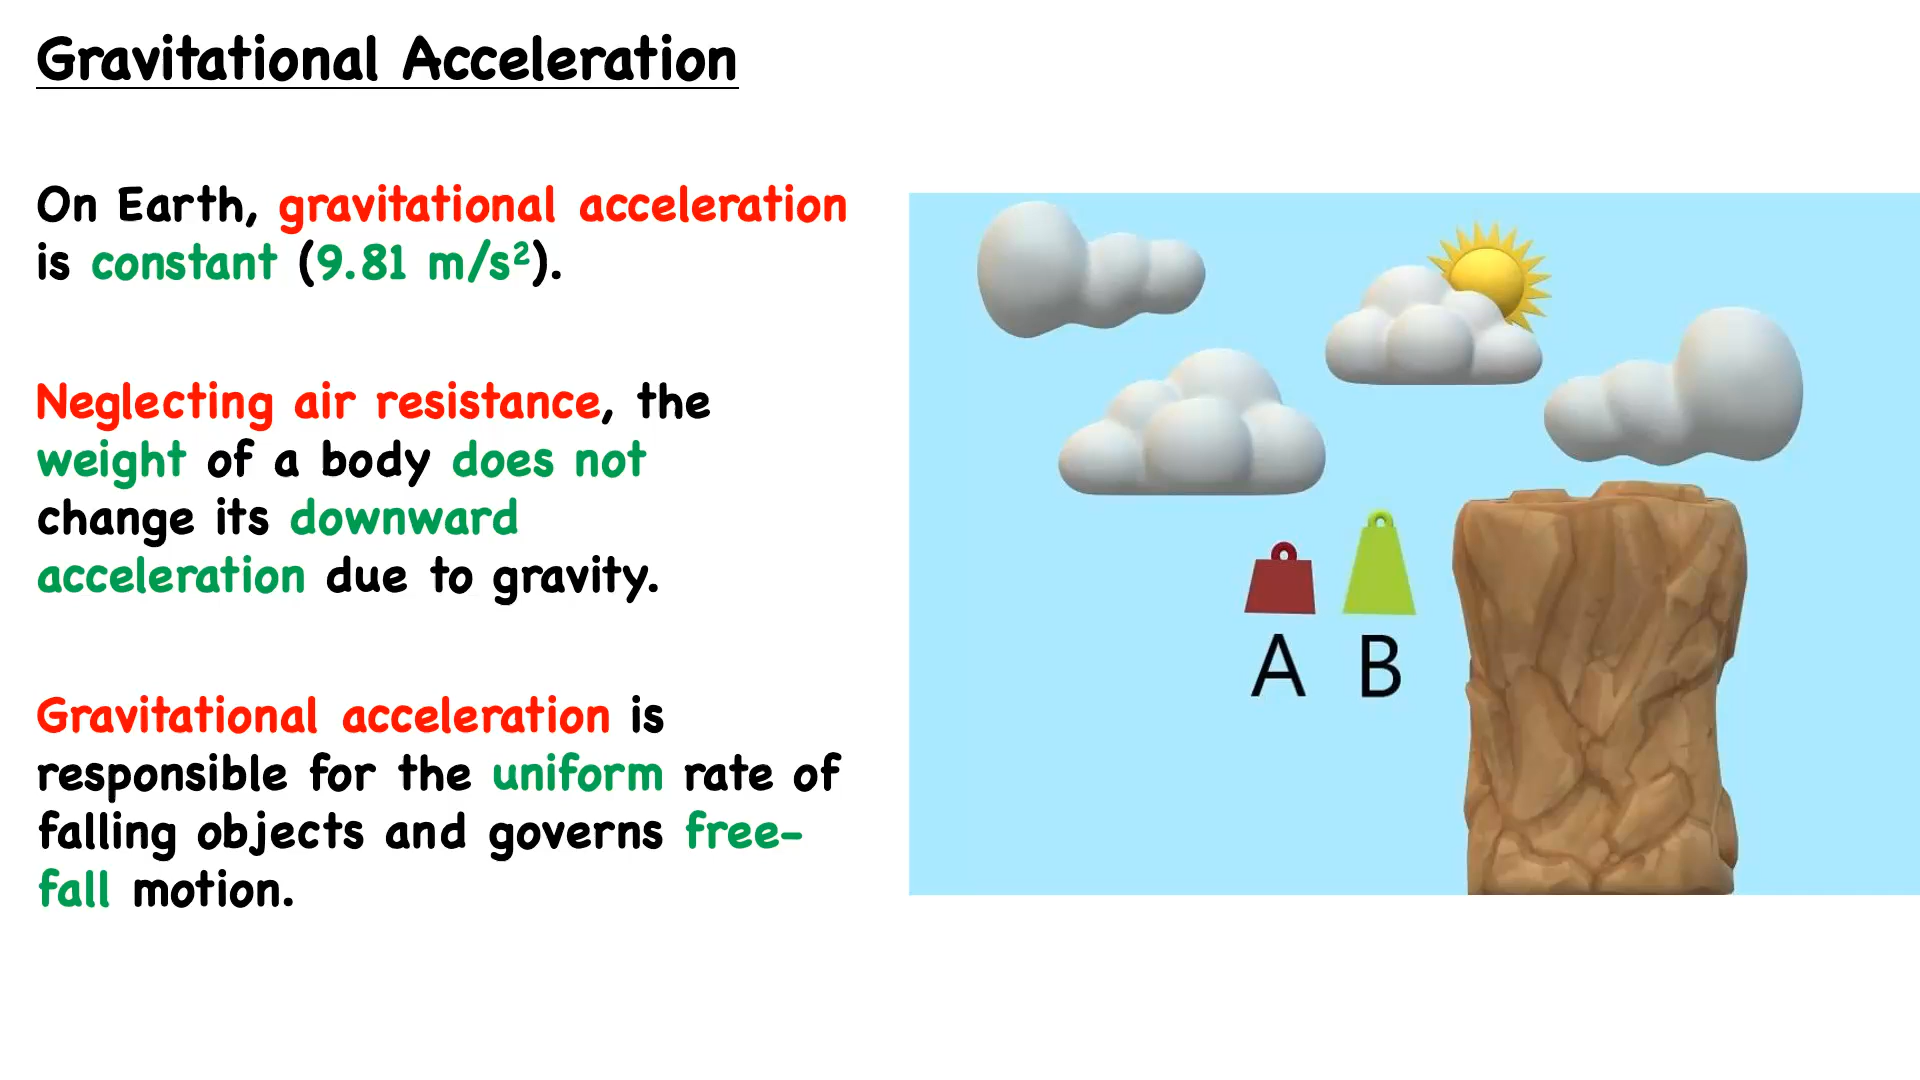 Gravitational Acceleration
On Earth, gravitational acceleration
is constant (9.81 m/s²).
Neglecting air resistance, the
weight of a body does not
change its downward
acceleration due to gravity.
Gravitational acceleration is
responsible for the uniform rate of
falling objects and governs free-
fall motion.
A B